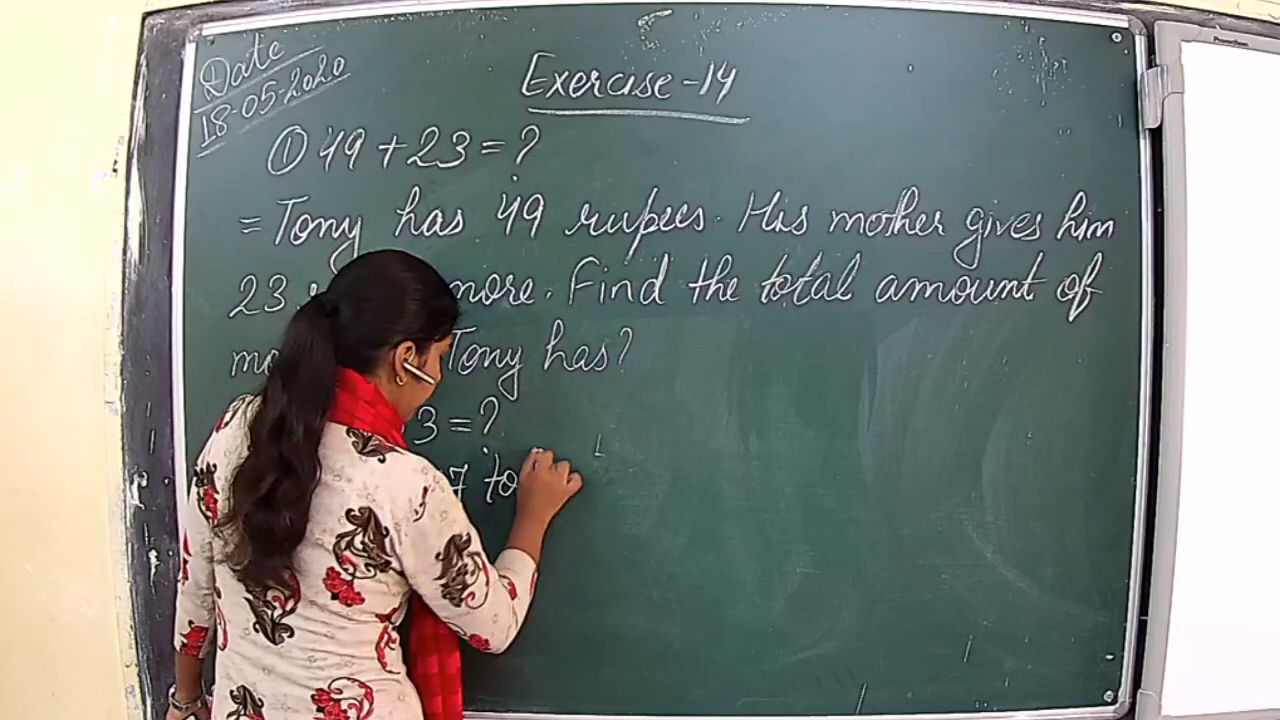 Date
18-05-2020
Exercise-14
① 49 + 23 = ?
= Tony has 49 rupees. His mother gives him
23 more. Find the total amount of
Tony has?
3 = ?
7 to